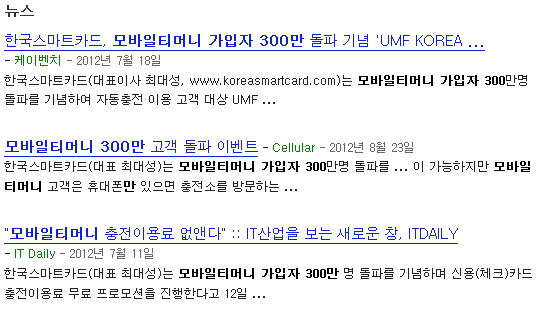 뉴스
한국스마트카드, 모바일티머니 가입자 300만 돌파 기념 'UMF KOREA ...
- 케이벤치 - 2012년 7월 18일
한국스마트카드(대표이사 최대성, www.koreasmartcard.com)는 모바일티머니 가입자 300만명
돌파를 기념하여 자동충전 이용 고객 대상 UMF ...
모바일티머니 300만 고객 돌파 이벤트 - Cellular - 2012년 8월 23일
한국스마트카드(대표 최대성)는 모바일티머니 가입자 300만명 돌파를 ... 이 가능하지만 모바일
티머니 고객은 휴대폰만 있으면 충전소를 방문하는 ...
"모바일티머니 충전이용료 없앤다" :: IT산업을 보는 새로운 창, ITDAILY
- IT Daily - 2012년 7월 11일
한국스마트카드(대표 최대성)는 모바일티머니 가입자 300만 명 돌파를 기념하며 신용(체크)카드
충전이용료 무료 프로모션을 진행한다고 12일 ...